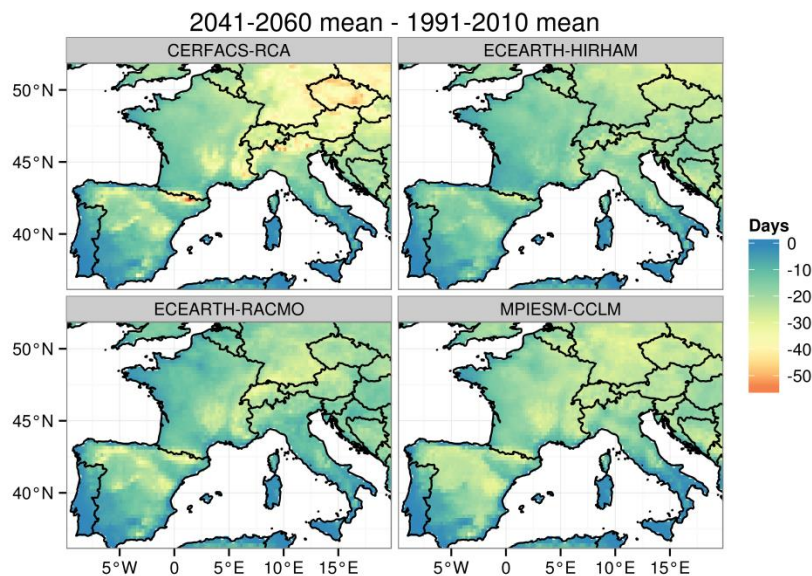 2041-2060 mean - 1991-2010 mean
CERFACS-RCA
ECEARTH-HIRHAM
50°N
45°N
40°N
Days
0
-10
-20
-30
-40
-50
ECEARTH-RACMO
MPIESM-CCLM
50°N
45°N
40°N
5°W 0 5°E 10°E 15°E 5°W 0 5°E 10°E 15°E